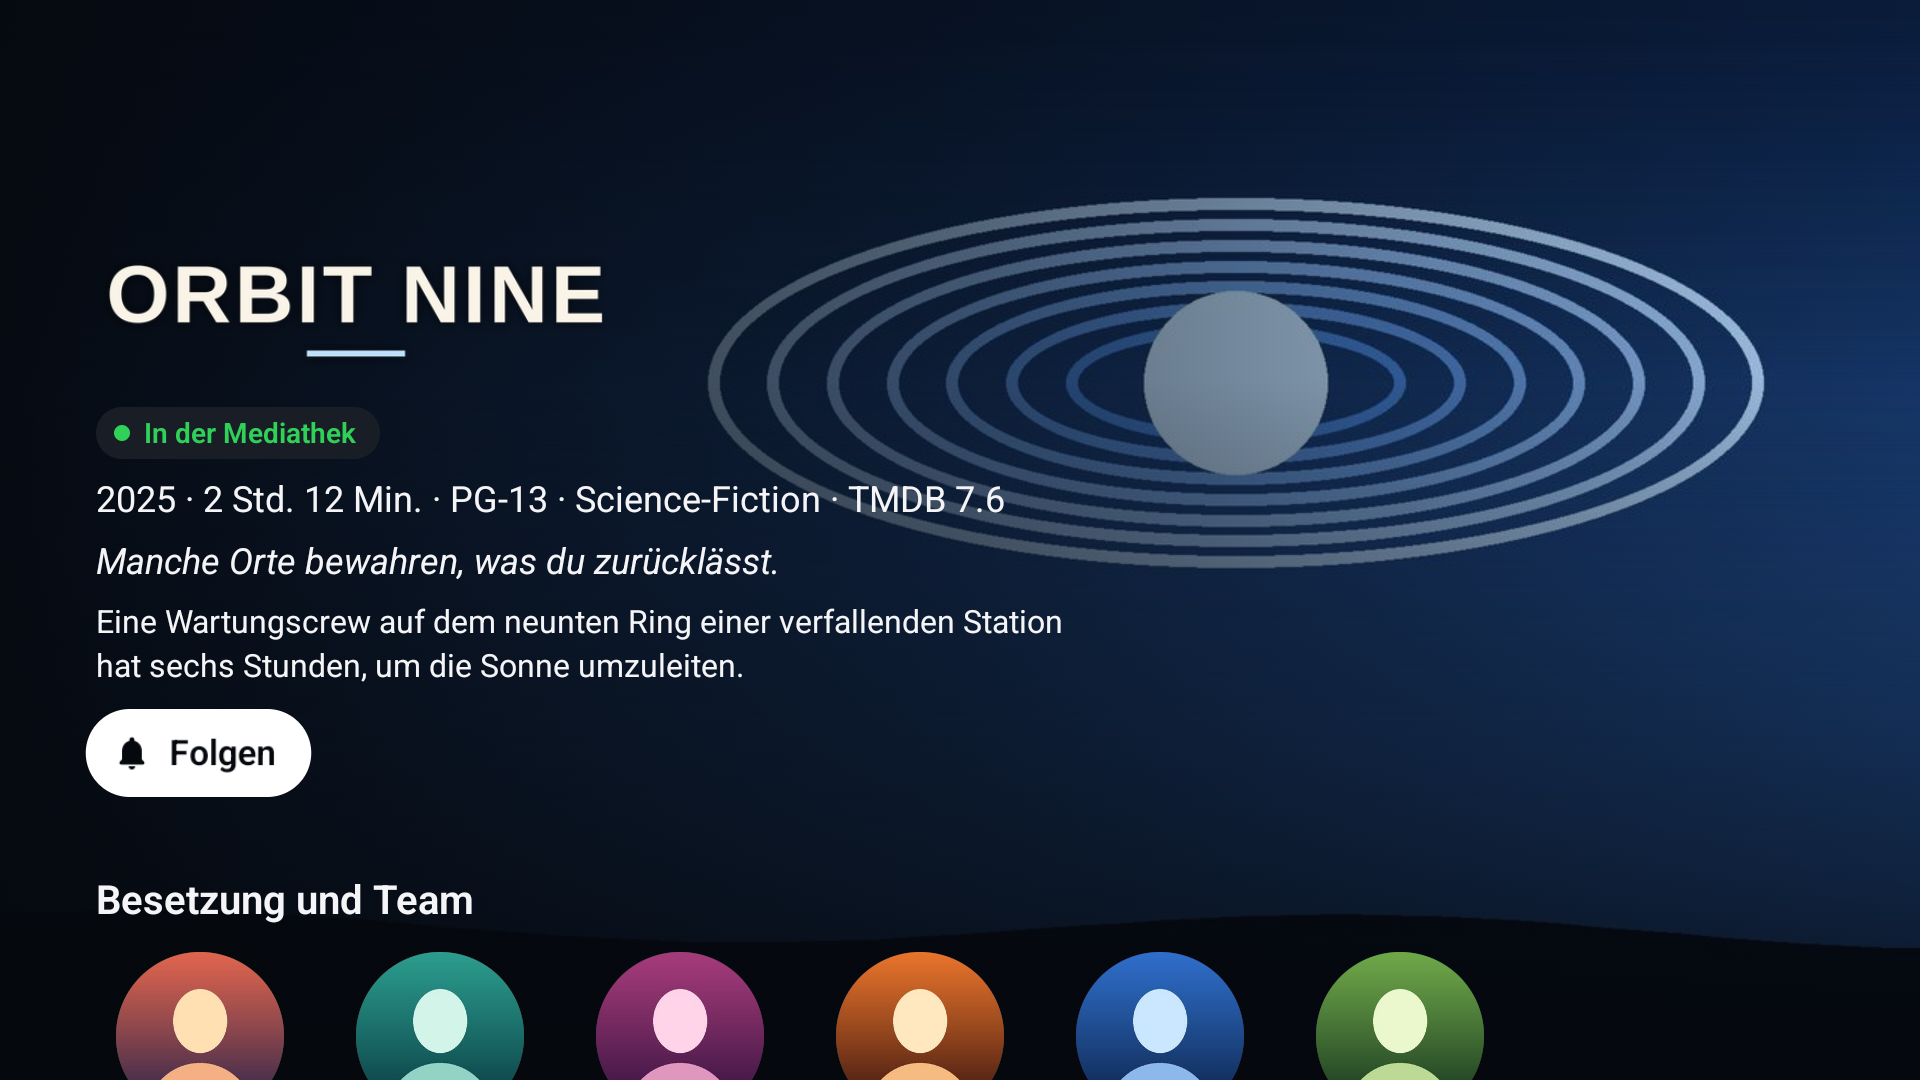 ORBIT NINE
In der Mediathek
2025 · 2 Std. 12 Min. · PG-13 · Science-Fiction · TMDB 7.6
Manche Orte bewahren, was du zurücklässt.
Eine Wartungscrew auf dem neunten Ring einer verfallenden Station
hat sechs Stunden, um die Sonne umzuleiten.
Folgen
Besetzung und Team